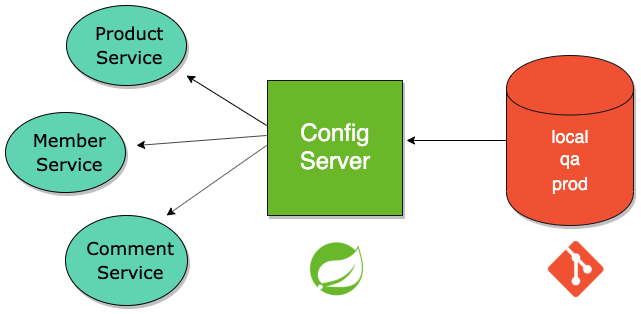 Product
Service
Member
Service
Comment
Service
Config
Server
local
qa
prod